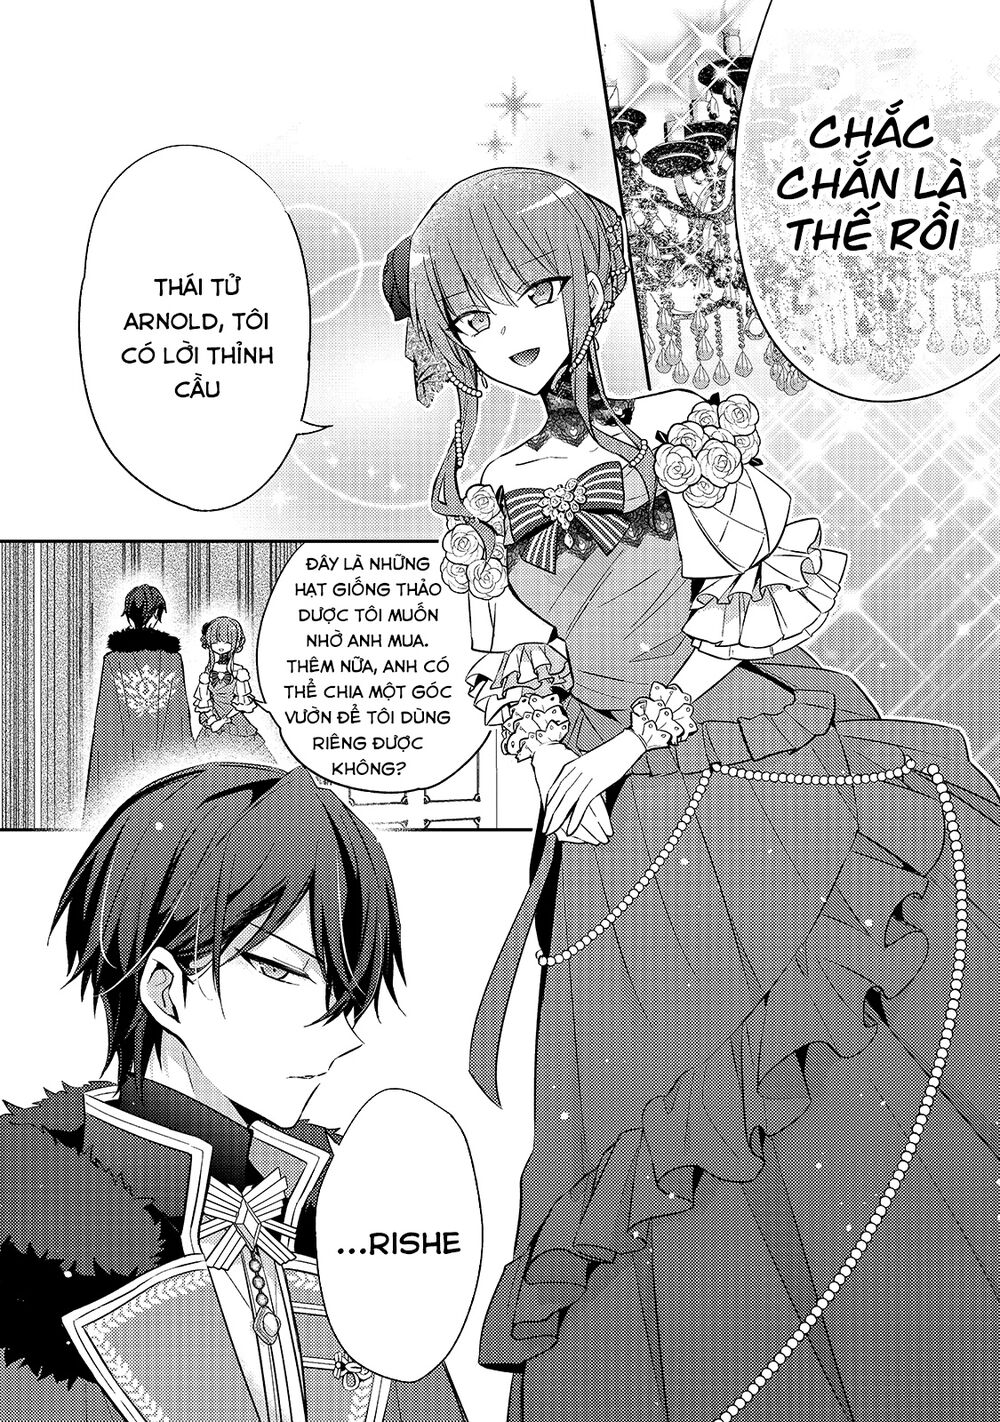 CHẮC
CHẮN LÀ
THẾ RỒI
THÁI TỬ
ARNOLD, TÔI
CÓ LỜI THỈNH
CẦU
ĐÂY LÀ NHỮNG
HẠT GIỐNG THẢO
DƯỢC TÔI MUỐN
NHỜ ANH MUA.
THÊM NỮA, ANH CÓ
THỂ CHIA MỘT GÓC
VƯỜN ĐỂ TÔI DÙNG
RIÊNG ĐƯỢC
KHÔNG?
...RISHE